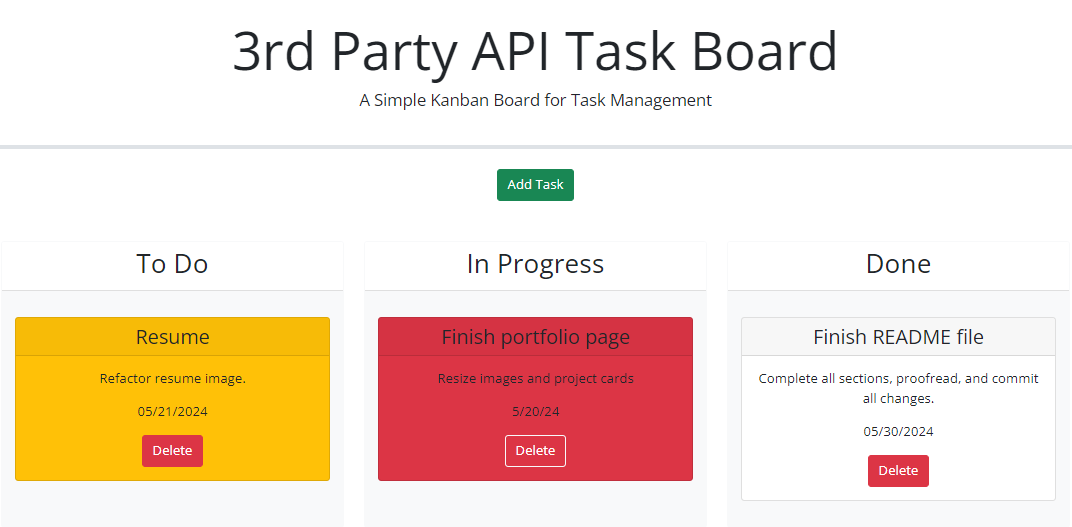 3rd Party API Task Board
A Simple Kanban Board for Task Management
Add Task
To Do
Resume
Refactor resume image.
05/21/2024
Delete
In Progress
Finish portfolio page
Resize images and project cards
5/20/24
Delete
Done
Finish README file
Complete all sections, proofread, and commit
all changes.
05/30/2024
Delete